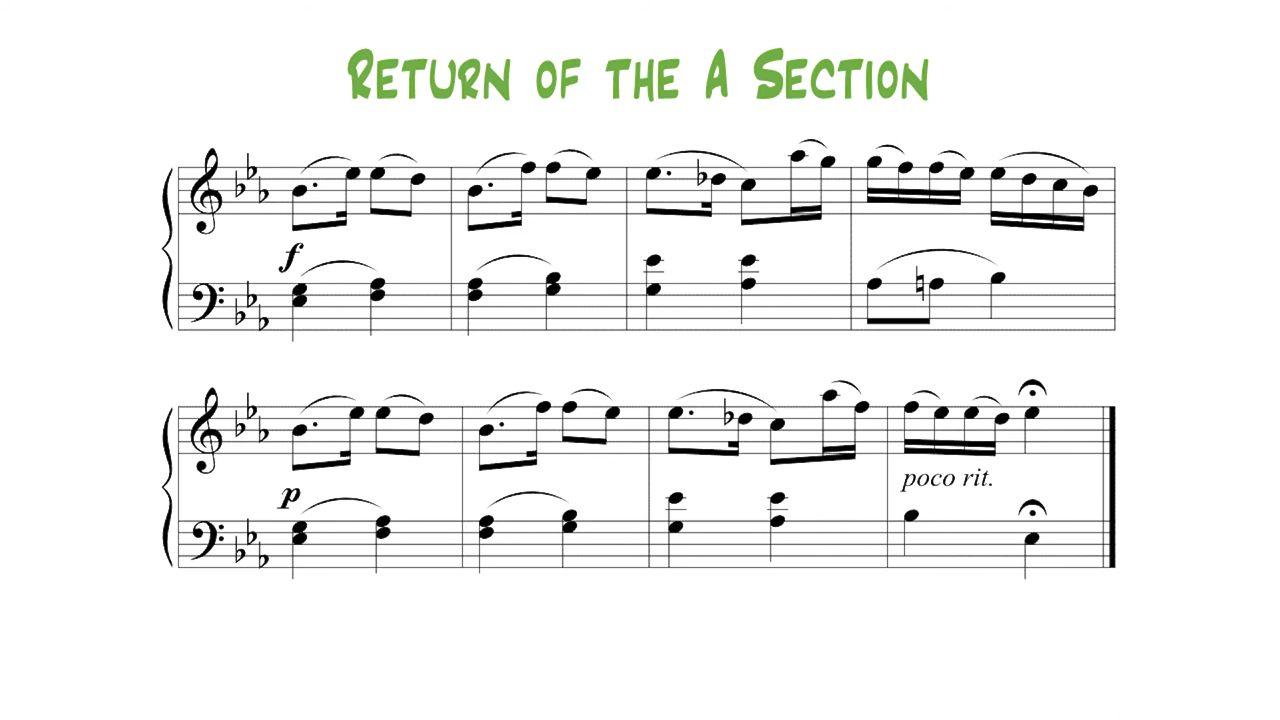 RETURN OF THE A SECTION
f
p
poco rit.